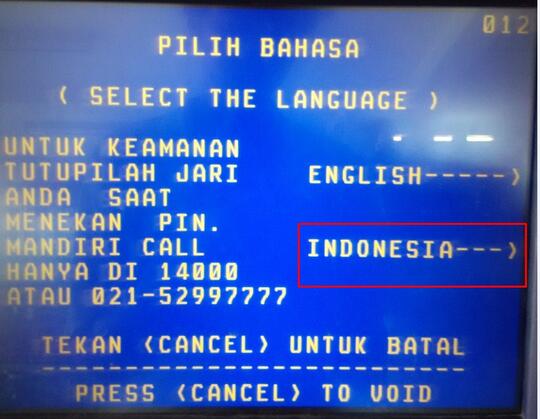 012
PILIH BAHASA
( SELECT THE LANGUAGE )
UNTUK KEAMANAN
TUTUPILAH JARI
ANDA SAAT
MENEKAN PIN.
MANDIRI CALL
HANYA DI 14000
ATAU 021-52997777
ENGLISH-----)
INDONESIA---)
TEKAN <CANCEL> UNTUK BATAL
----------------------------
PRESS <CANCEL> TO VOID